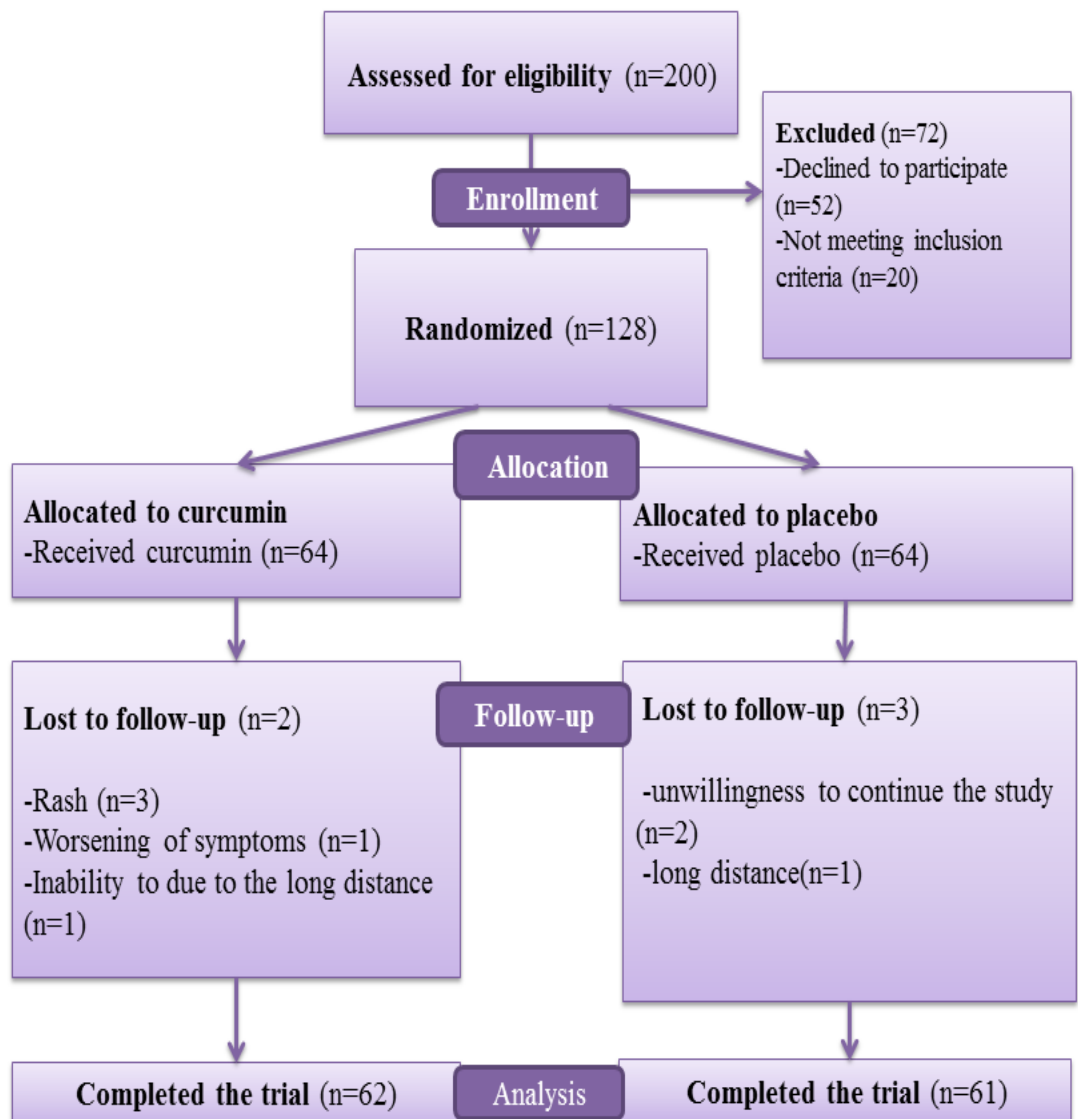 Assessed for eligibility (n=200)
Excluded (n=72)
-Declined to participate
(n=52)
-Not meeting inclusion
criteria (n=20)
Enrollment
Randomized (n=128)
Allocation
Allocated to curcumin
-Received curcumin (n=64)
Allocated to placebo
-Received placebo (n=64)
Follow-up
Lost to follow-up (n=2)
-Rash (n=3)
-Worsening of symptoms (n=1)
-Inability to due to the long distance
(n=1)
Lost to follow-up (n=3)
-unwillingness to continue the study
(n=2)
-long distance(n=1)
Completed the trial (n=62)
Analysis
Completed the trial (n=61)